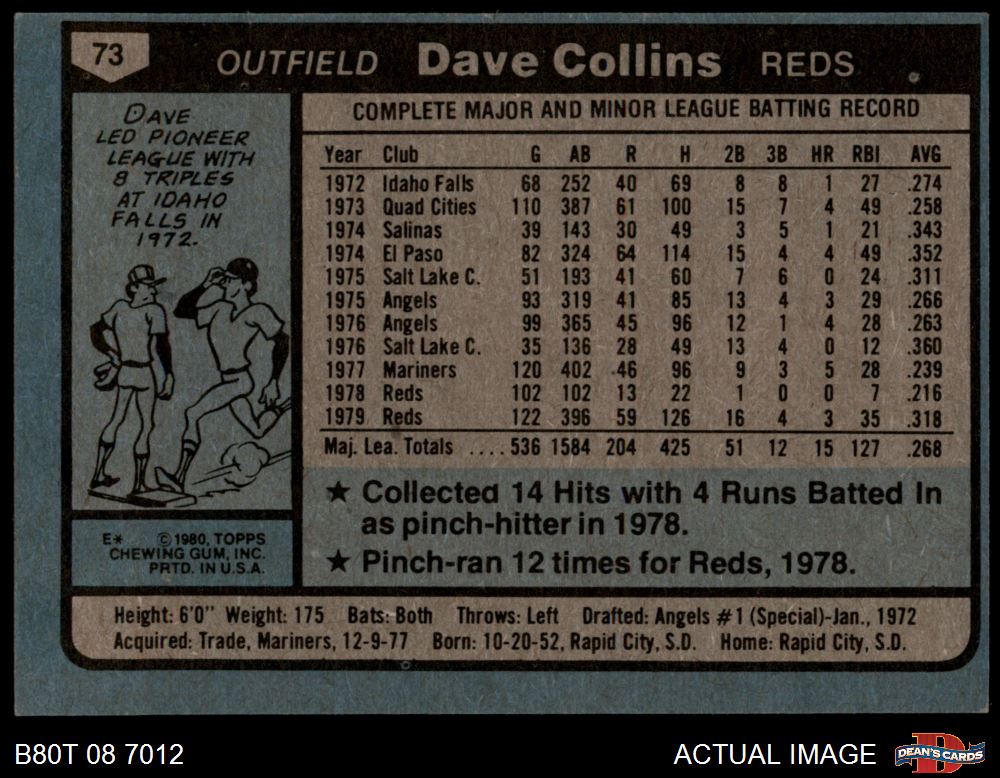 73 OUTFIELD Dave Collins REDS
DAVE
LED PIONEER
LEAGUE WITH
8 TRIPLES
AT IDAHO
FALLS IN
1972.
E* ©1980, TOPPS
CHEWING GUM, INC.
PRTD. IN U.S.A.
COMPLETE MAJOR AND MINOR LEAGUE BATTING RECORD
Year Club G AB R H 2B 3B HR RBI AVG
1972 Idaho Falls 68 252 40 69 8 8 1 27 .274
1973 Quad Cities 110 387 61 100 15 7 4 49 .258
1974 Salinas 39 143 30 49 3 5 1 21 .343
1974 El Paso 82 324 64 114 15 4 4 49 .352
1975 Salt Lake C. 51 193 41 60 7 6 0 24 .311
1975 Angels 93 319 41 85 13 4 3 29 .266
1976 Angels 99 365 45 96 12 1 4 28 .263
1976 Salt Lake C. 35 136 28 49 13 4 0 12 .360
1977 Mariners 120 402 46 96 9 3 5 28 .239
1978 Reds 102 102 13 22 1 0 0 7 .216
1979 Reds 122 396 59 126 16 4 3 35 .318
Maj. Lea. Totals .... 536 1584 204 425 51 12 15 127 .268
★ Collected 14 Hits with 4 Runs Batted In
as pinch-hitter in 1978.
★ Pinch-ran 12 times for Reds, 1978.
Height: 6'0" Weight: 175 Bats: Both Throws: Left Drafted: Angels #1 (Special)-Jan., 1972
Acquired: Trade, Mariners, 12-9-77 Born: 10-20-52, Rapid City, S.D. Home: Rapid City, S.D.
B80T 08 7012 ACTUAL IMAGE DEAN'S CARDS